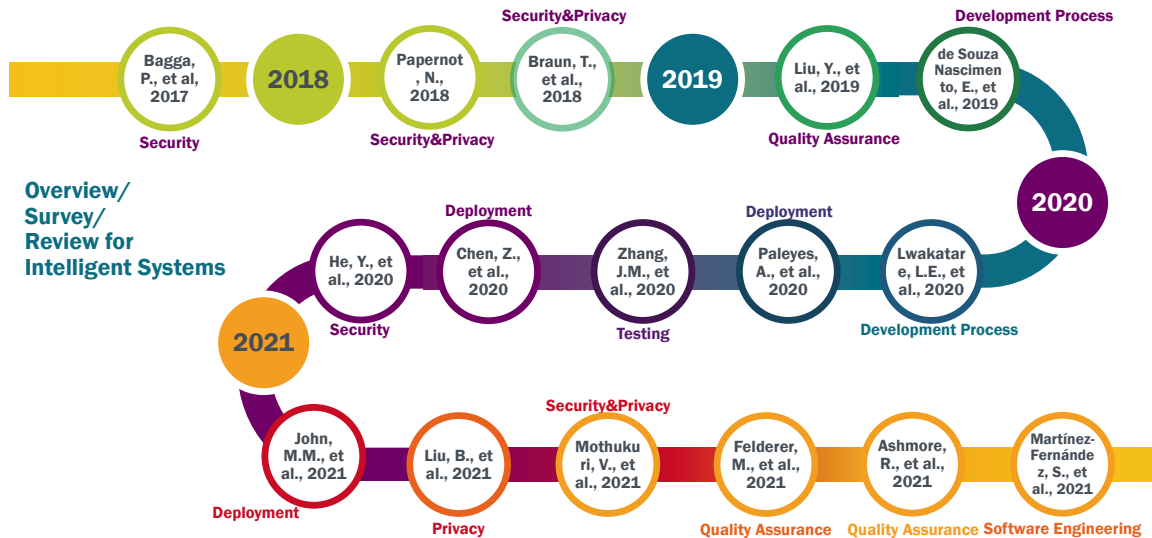 Security&Privacy
Development Process
Bagga,
P., et al,
2017
2018
Papernot
, N.,
2018
Braun, T.,
et al.,
2018
2019
Liu, Y., et
al., 2019
de Souza
Nascimen
to, E., et
al., 2019
Security
Security&Privacy
Quality Assurance
Overview/
Survey/
Review for
Intelligent Systems
2020
Deployment
Deployment
He, Y., et
al., 2020
Chen, Z.,
et al.,
2020
Zhang,
J.M., et
al., 2020
Paleyes,
A., et al.,
2020
Lwakatar
e, L.E., et
al., 2020
Security
Testing
Development Process
2021
Security&Privacy
John,
M.M., et
al., 2021
Liu, B., et
al., 2021
Mothuku
ri, V., et
al., 2021
Felderer,
M., et al.,
2021
Ashmore,
R., et al.,
2021
Martínez-
Fernánde
z, S., et
al., 2021
Deployment
Privacy
Quality Assurance
Quality Assurance
Software Engineering